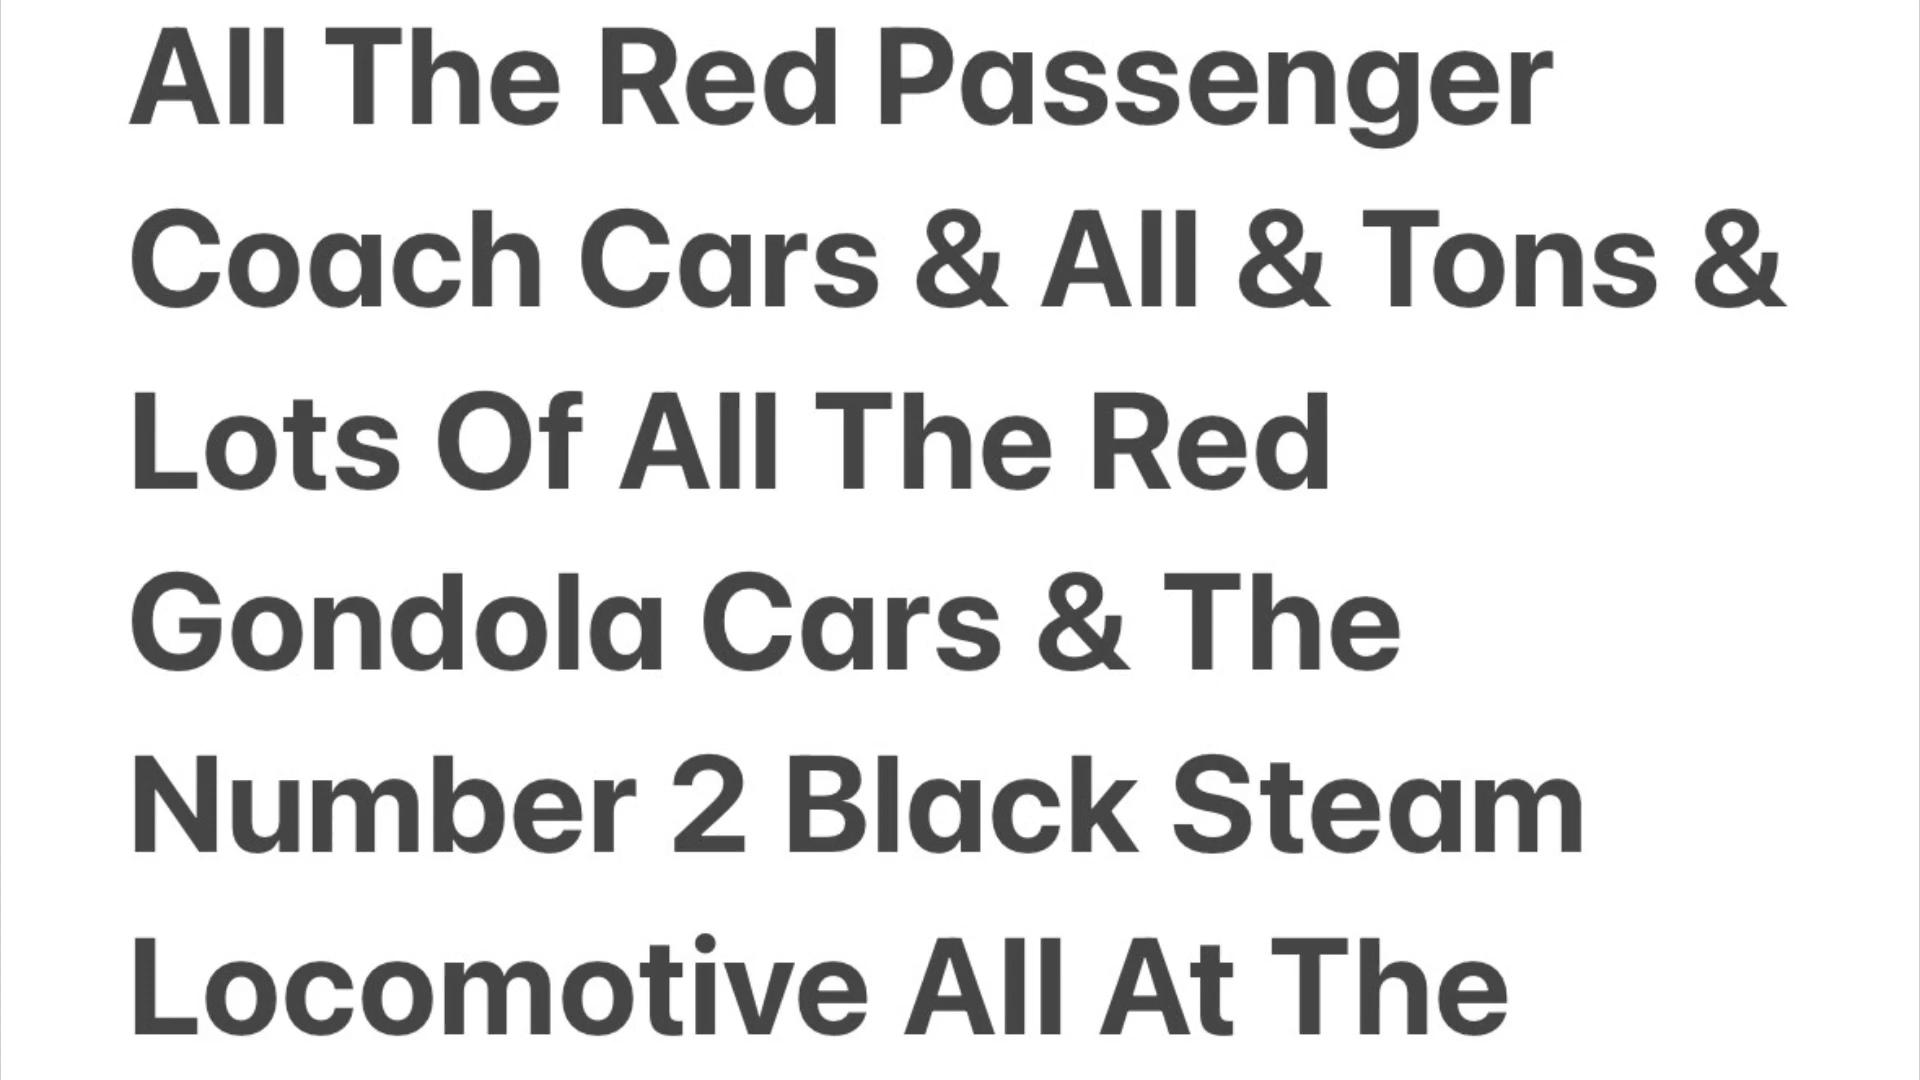 All The Red Passenger
Coach Cars & All & Tons &
Lots Of All The Red
Gondola Cars & The
Number 2 Black Steam
Locomotive All At The